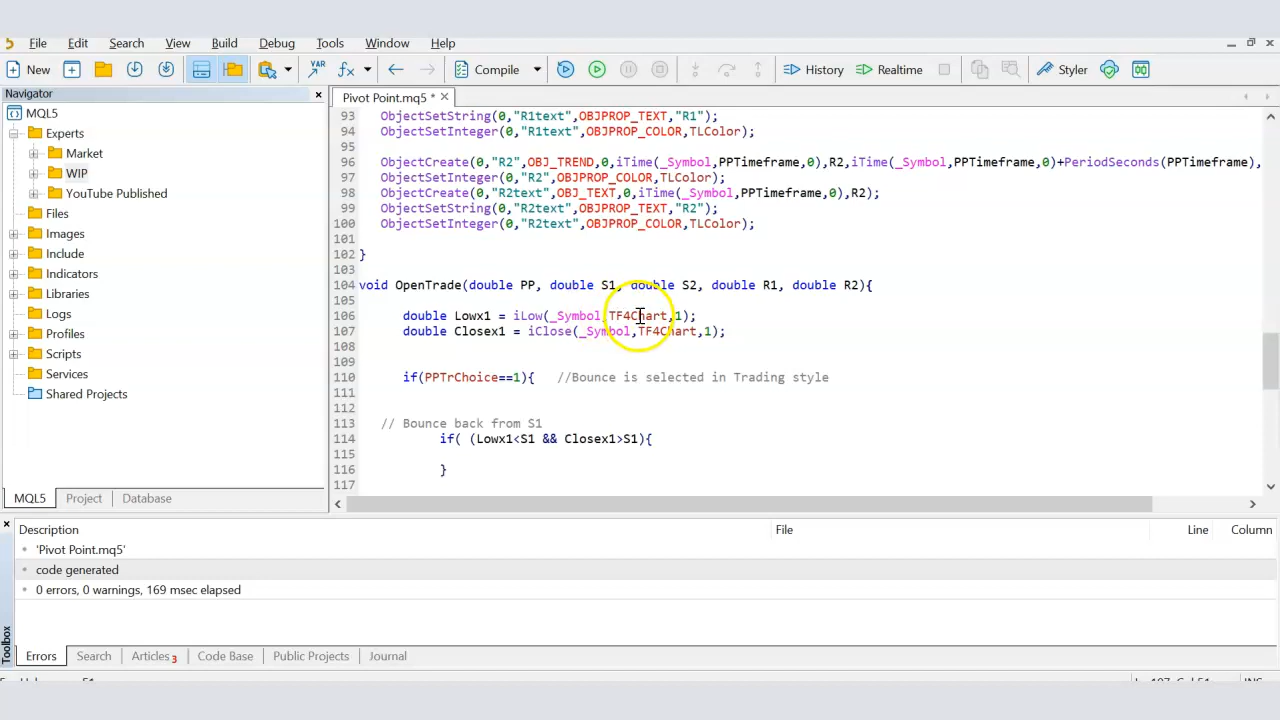 File Edit Search View Build Debug Tools Window Help
New VAR Compile History Realtime Styler
Navigator
MQL5
Experts
Market
WIP
YouTube Published
Files
Images
Include
Indicators
Libraries
Logs
Profiles
Scripts
Services
Shared Projects
MQL5 Project Database
Pivot Point.mq5 *
93 ObjectSetString(0,"R1text",OBJPROP_TEXT,"R1");
94 ObjectSetInteger(0,"R1text",OBJPROP_COLOR,TLColor);
95
96 ObjectCreate(0,"R2",OBJ_TREND,0,iTime(_Symbol,PPTimeframe,0),R2,iTime(_Symbol,PPTimeframe,0)+PeriodSeconds(PPTimeframe),
97 ObjectSetInteger(0,"R2",OBJPROP_COLOR,TLColor);
98 ObjectCreate(0,"R2text",OBJ_TEXT,0,iTime(_Symbol,PPTimeframe,0),R2);
99 ObjectSetString(0,"R2text",OBJPROP_TEXT,"R2");
100 ObjectSetInteger(0,"R2text",OBJPROP_COLOR,TLColor);
101
102 }
103
104 void OpenTrade(double PP, double S1, double S2, double R1, double R2){
105
106 double Lowx1 = iLow(_Symbol,TF4Chart,1);
107 double Closex1 = iClose(_Symbol,TF4Chart,1);
108
109
110 if(PPTrChoice==1){ //Bounce is selected in Trading style
111
112
113 // Bounce back from S1
114 if( (Lowx1<S1 && Closex1>S1){
115
116 }
117
Description File Line Column
'Pivot Point.mq5'
code generated
0 errors, 0 warnings, 169 msec elapsed
Toolbox
Errors Search Articles 3 Code Base Public Projects Journal